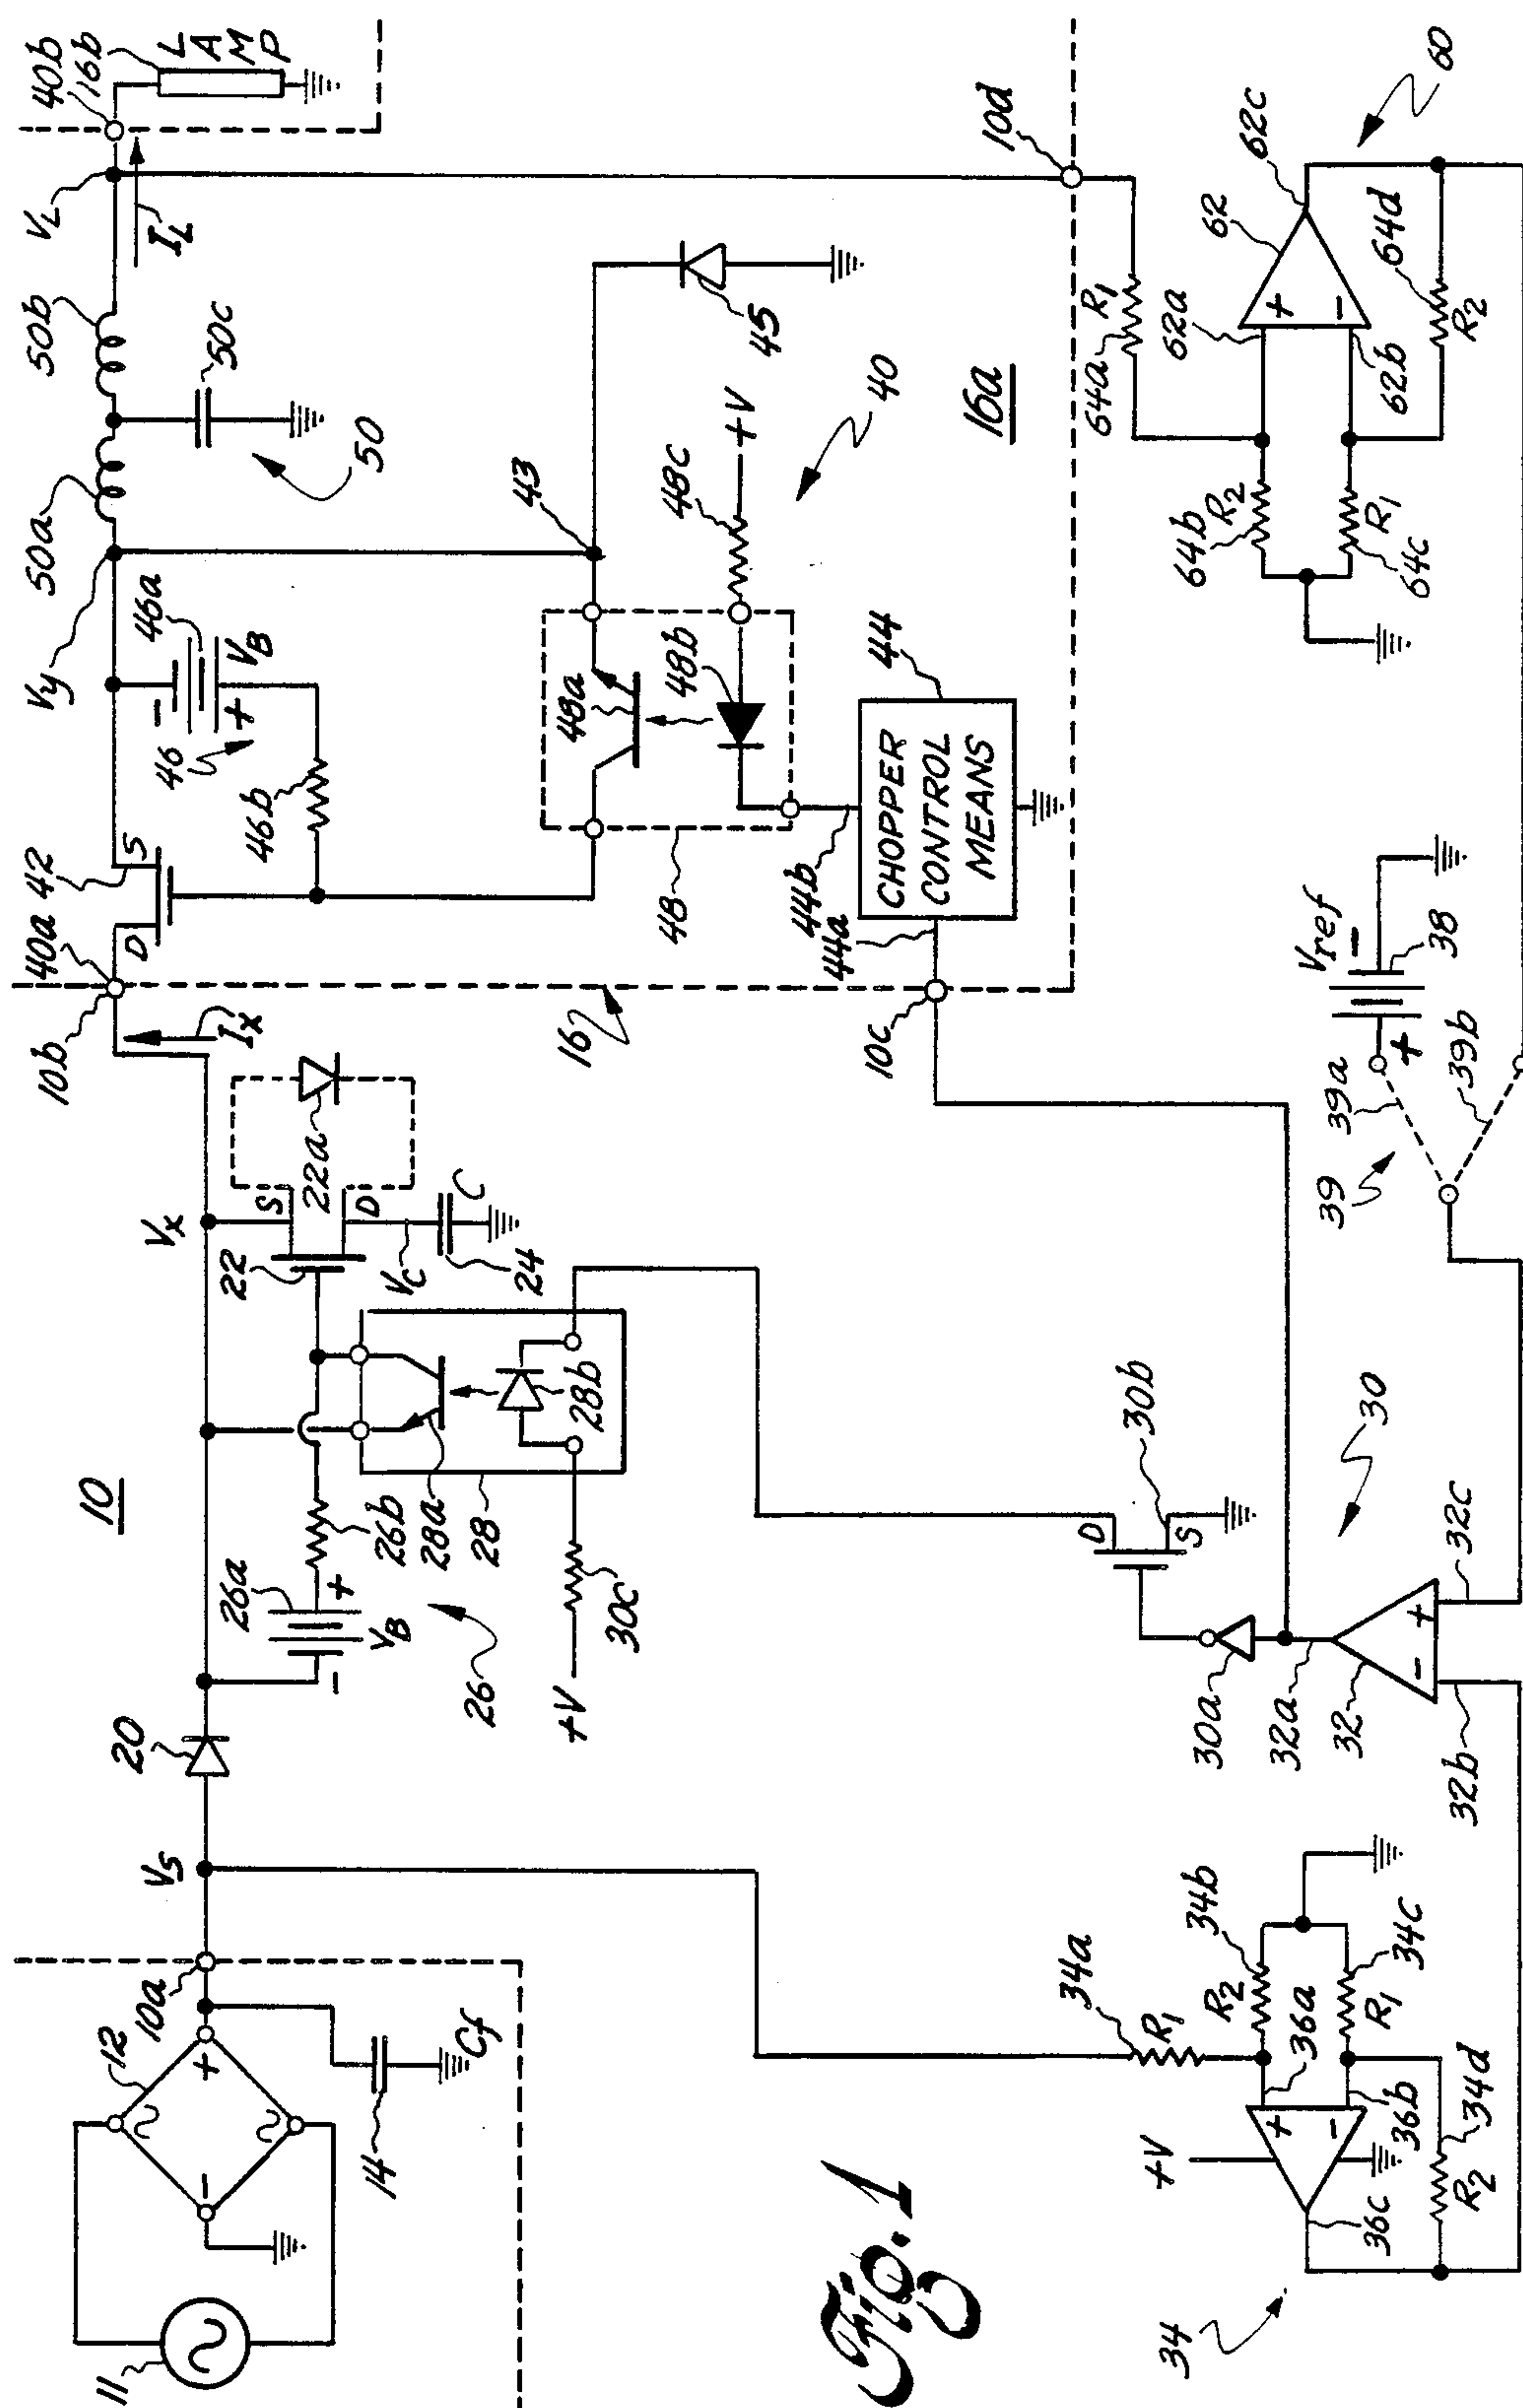 10
11
12
+
−
10a
14
Cf
VS
20
26a
VB
−
+
26
26b
28a
28
28b
30c
+V
VX
22
S
D
22a
VC
24
C
10b
IX
40a
42
D
S
46
46a
46b
−
+
VB
Vy
50a
50b
50c
50
VL
IL
40b
16b
LAMP
43
45
48a
48b
48c
+V
48
40
44
CHOPPER
CONTROL
MEANS
44b
44a
16
10c
16a
10d
34a
R1
34b
R2
34c
R1
34d
R2
36a
36b
36c
+
−
+V
34
30a
30b
D
S
30
32a
32
32b
32c
−
+
39
39a
39b
Vref
+
−
38
64a
R1
64b
R2
64c
R1
64d
R2
62a
62b
62
62c
+
−
60
Fig. 1